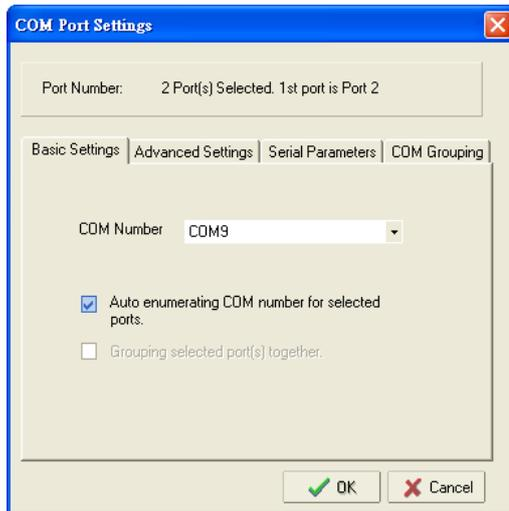 COM Port Settings
Port Number: 2 Port(s) Selected. 1st port is Port 2
Basic Settings Advanced Settings Serial Parameters COM Grouping
COM Number COM9
Auto enumerating COM number for selected
ports.
Grouping selected port(s) together.
OK Cancel